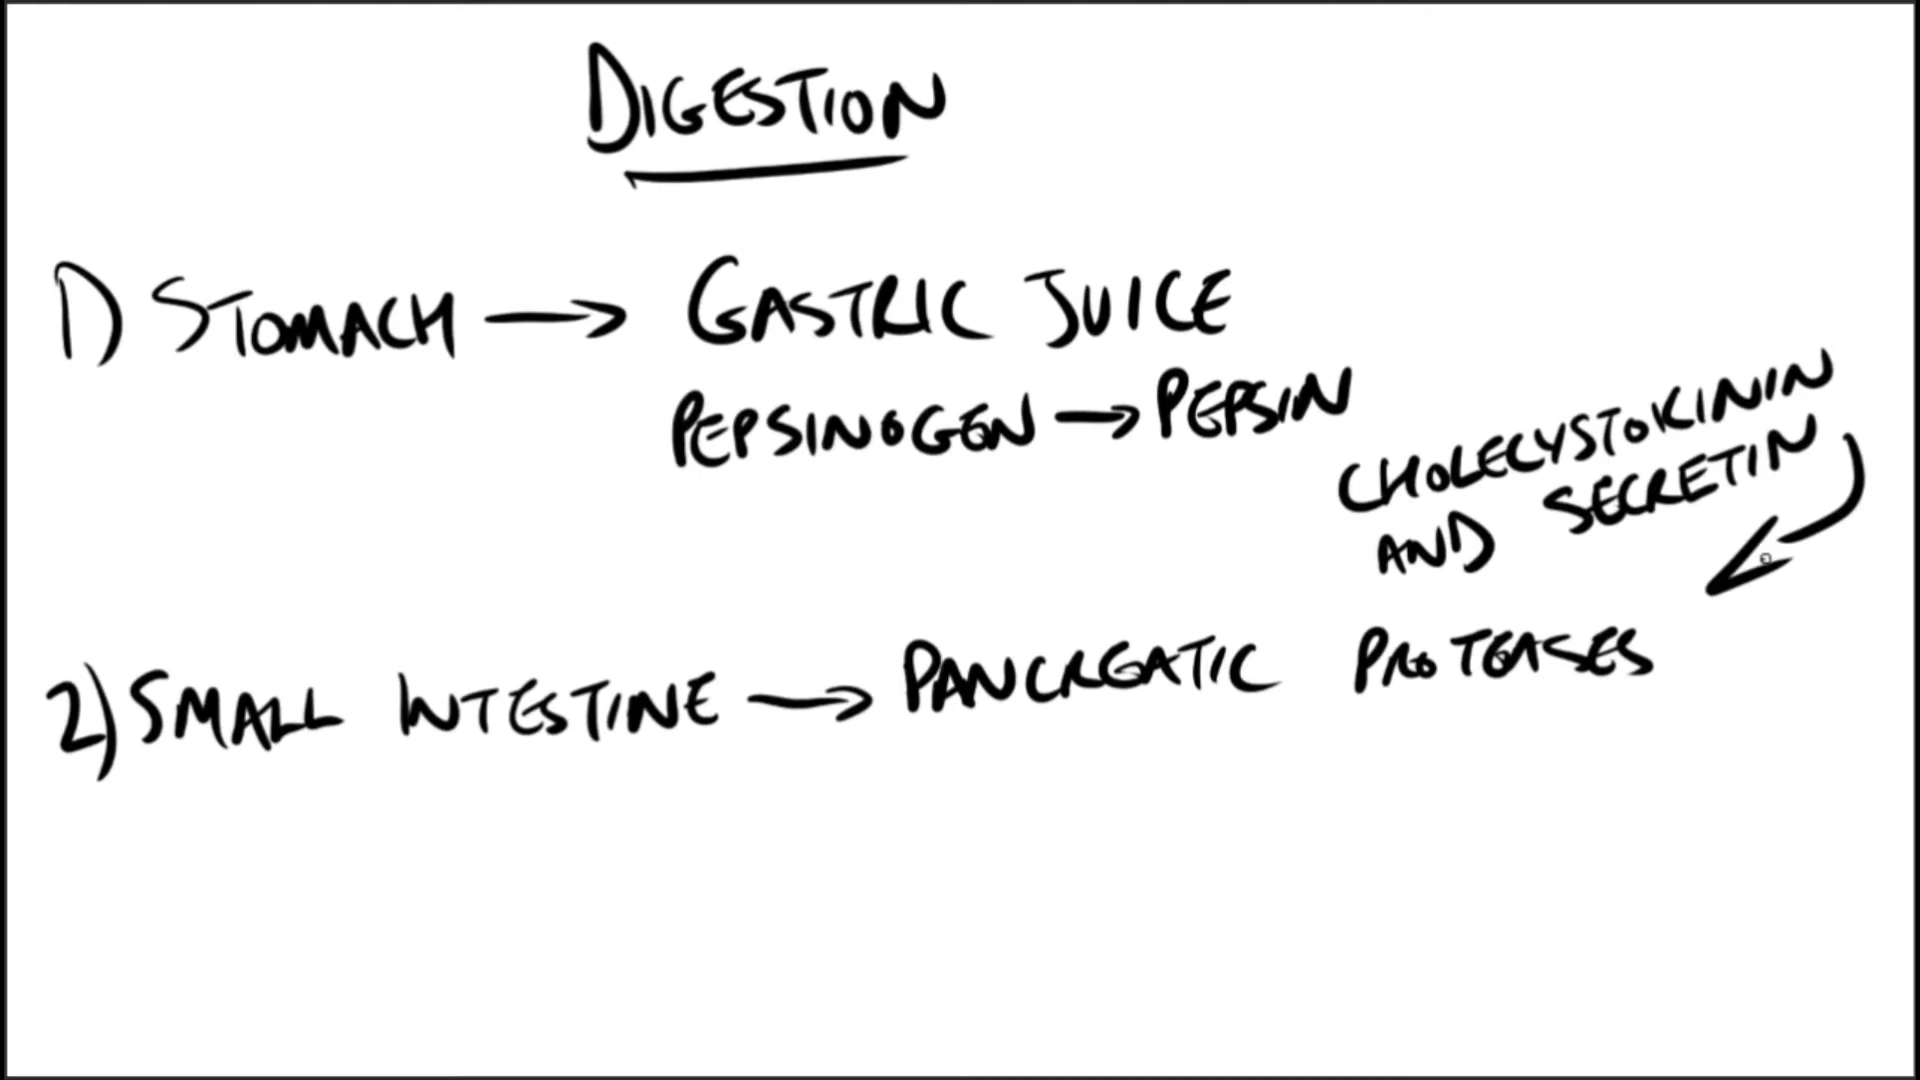 DIGESTION
1) STOMACH → GASTRIC JUICE
PEPSINOGEN → PEPSIN
CHOLECYSTOKININ
AND SECRETIN
2) SMALL INTESTINE → PANCREATIC PROTEASES